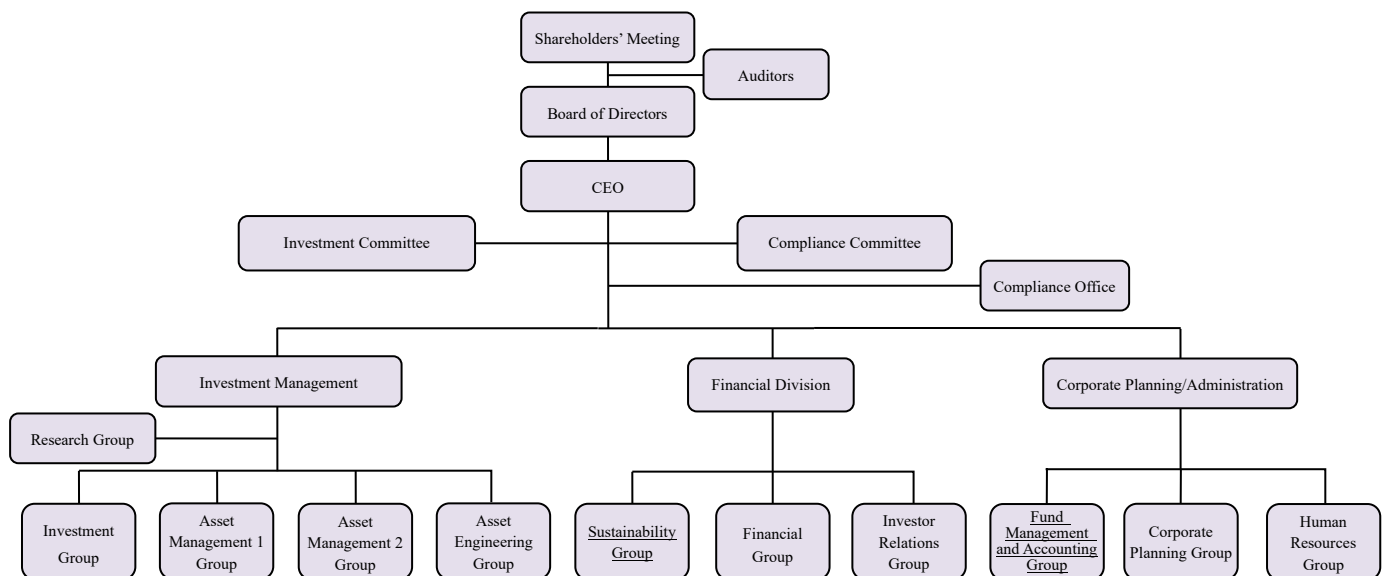 Shareholders’ Meeting
Auditors
Board of Directors
CEO
Investment Committee
Compliance Committee
Compliance Office
Investment Management
Financial Division
Corporate Planning/Administration
Research Group
Investment
Group
Asset
Management 1
Group
Asset
Management 2
Group
Asset
Engineering
Group
Sustainability
Group
Financial
Group
Investor
Relations
Group
Fund
Management
and Accounting
Group
Corporate
Planning Group
Human
Resources
Group